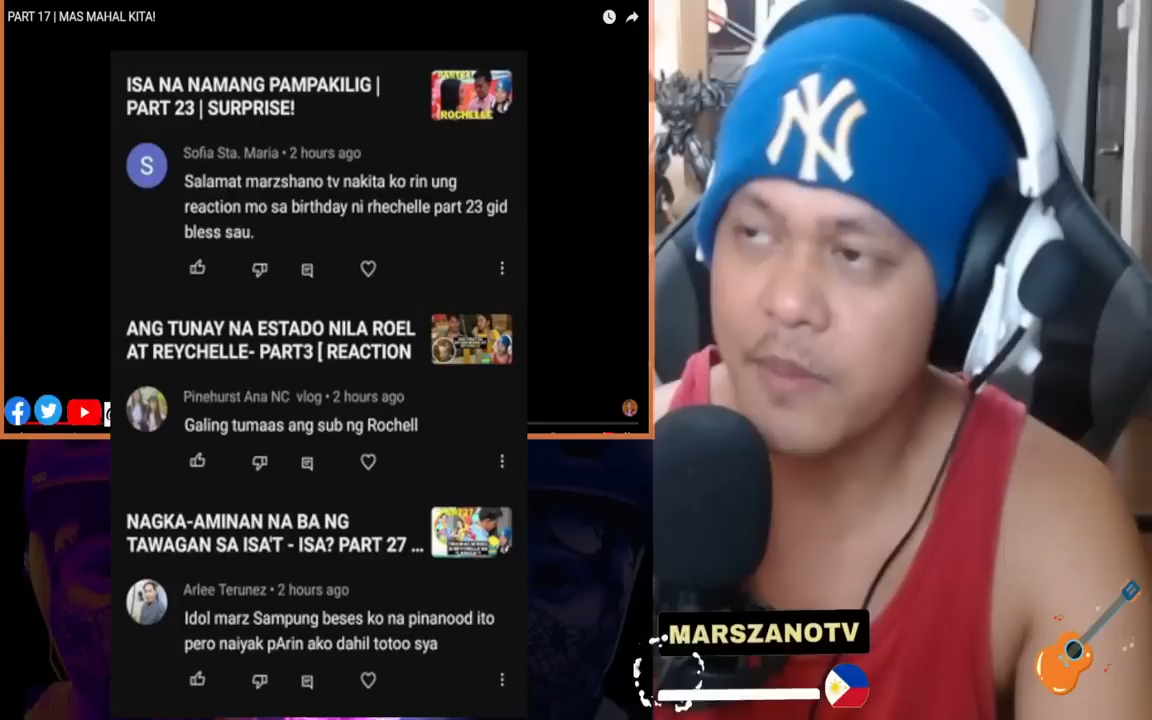 PART 17 | MAS MAHAL KITA!
ISA NA NAMANG PAMPAKILIG |
PART 23 | SURPRISE!
ROCHELLE
S
Sofia Sta. Maria • 2 hours ago
Salamat marzshano tv nakita ko rin ung
reaction mo sa birthday ni rhechelle part 23 gid
bless sau.
ANG TUNAY NA ESTADO NILA ROEL
AT REYCHELLE- PART3 [ REACTION
Pinehurst Ana NC vlog • 2 hours ago
Galing tumaas ang sub ng Rochell
NAGKA-AMINAN NA BA NG
TAWAGAN SA ISA'T - ISA? PART 27 ...
Arlee Terunez • 2 hours ago
Idol marz Sampung beses ko na pinanood ito
pero naiyak pArin ako dahil totoo sya
NY
MARSZANOTV